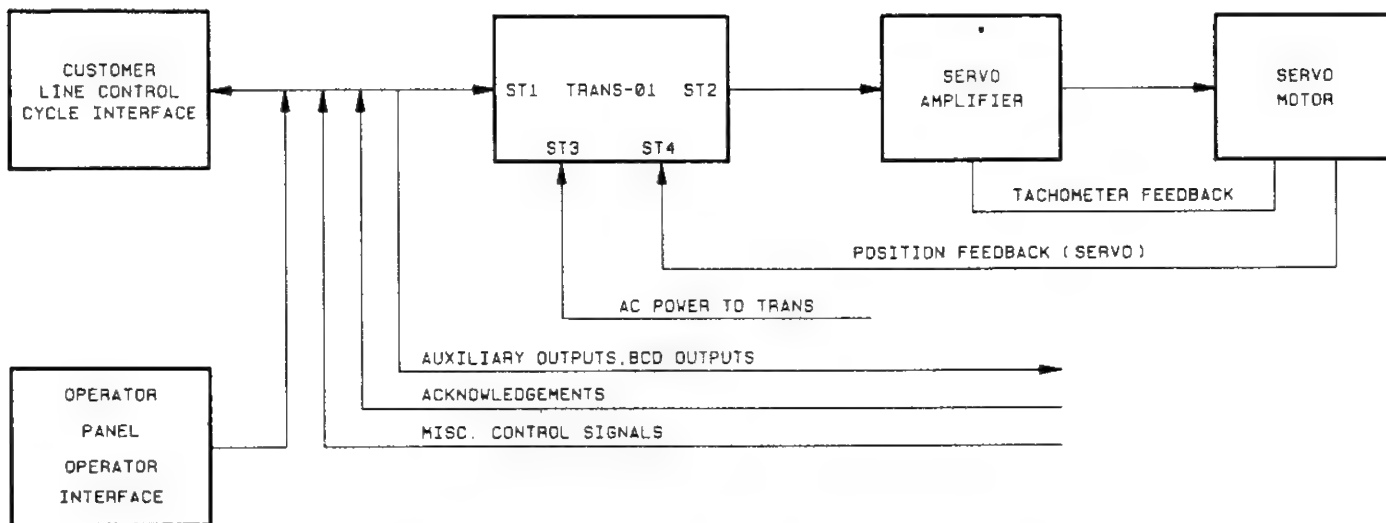 CUSTOMER
LINE CONTROL
CYCLE INTERFACE
ST1 TRANS-01 ST2
ST3 ST4
SERVO
AMPLIFIER
SERVO
MOTOR
TACHOMETER FEEDBACK
POSITION FEEDBACK (SERVO)
AC POWER TO TRANS
AUXILIARY OUTPUTS.BCD OUTPUTS
ACKNOWLEDGEMENTS
MISC. CONTROL SIGNALS
OPERATOR
PANEL
OPERATOR
INTERFACE